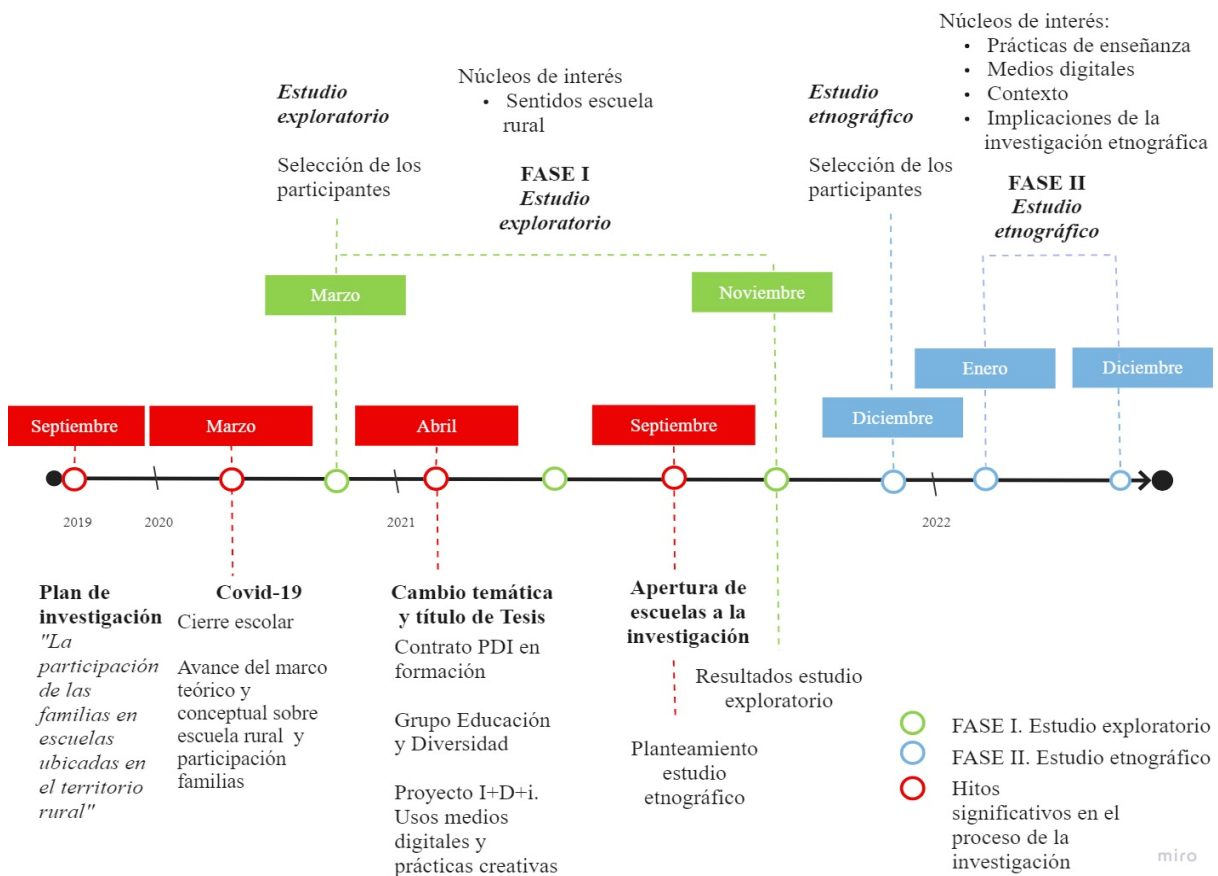 Núcleos de interés:
• Prácticas de enseñanza
• Medios digitales
• Contexto
• Implicaciones de la
investigación etnográfica
Núcleos de interés
• Sentidos escuela
rural
Estudio
exploratorio
Selección de los
participantes
FASE I
Estudio
exploratorio
Estudio
etnográfico
Selección de los
participantes
FASE II
Estudio
etnográfico
Marzo
Noviembre
Enero
Diciembre
Septiembre
Marzo
Abril
Septiembre
Diciembre
2019
2020
2021
2022
Plan de
investigación
"La
participación
de las
familias en
escuelas
ubicadas en
el territorio
rural"
Covid-19
Cierre escolar
Avance del marco
teórico y
conceptual sobre
escuela rural y
participación
familias
Cambio temática
y título de Tesis
Contrato PDI en
formación
Grupo Educación
y Diversidad
Proyecto I+D+i.
Usos medios
digitales y
prácticas creativas
Apertura de
escuelas a la
investigación
Planteamiento
estudio
etnográfico
Resultados estudio
exploratorio
FASE I. Estudio exploratorio
FASE II. Estudio etnográfico
Hitos
significativos en el
proceso de la
investigación
miro